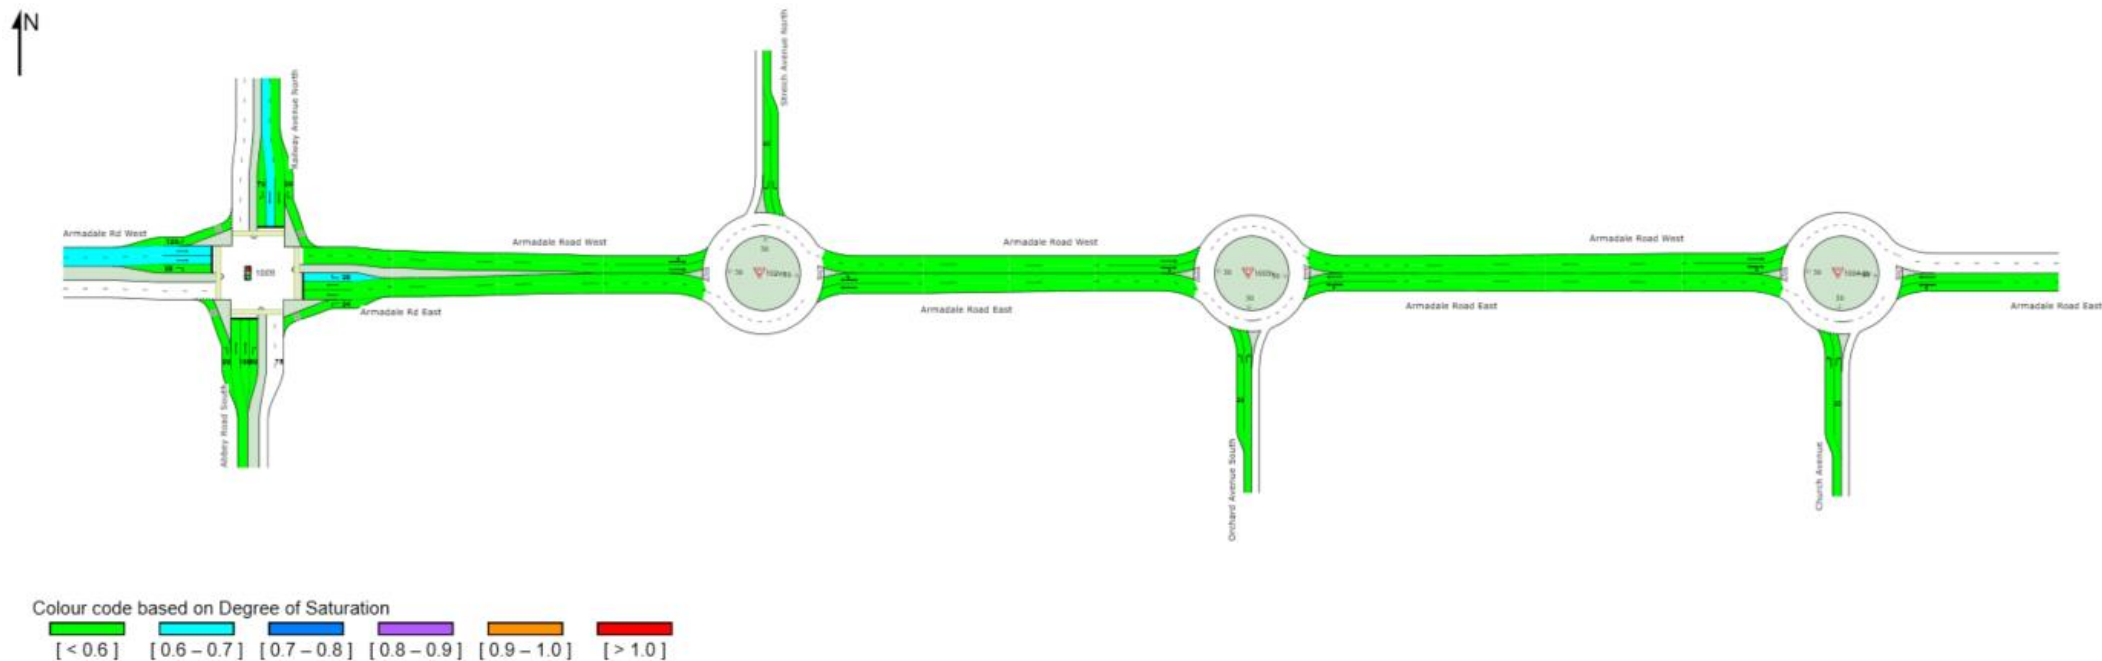 N
Streich Avenue North
Railway Avenue North
Armadale Rd West
Armadale Road West
Armadale Road West
Armadale Road West
Armadale Rd East
Armadale Road East
Armadale Road East
Armadale Road East
Abbey Road South
Orchard Avenue South
Church Avenue
Colour code based on Degree of Saturation
[ < 0.6 ] [ 0.6 – 0.7 ] [ 0.7 – 0.8 ] [ 0.8 – 0.9 ] [ 0.9 – 1.0 ] [ > 1.0 ]